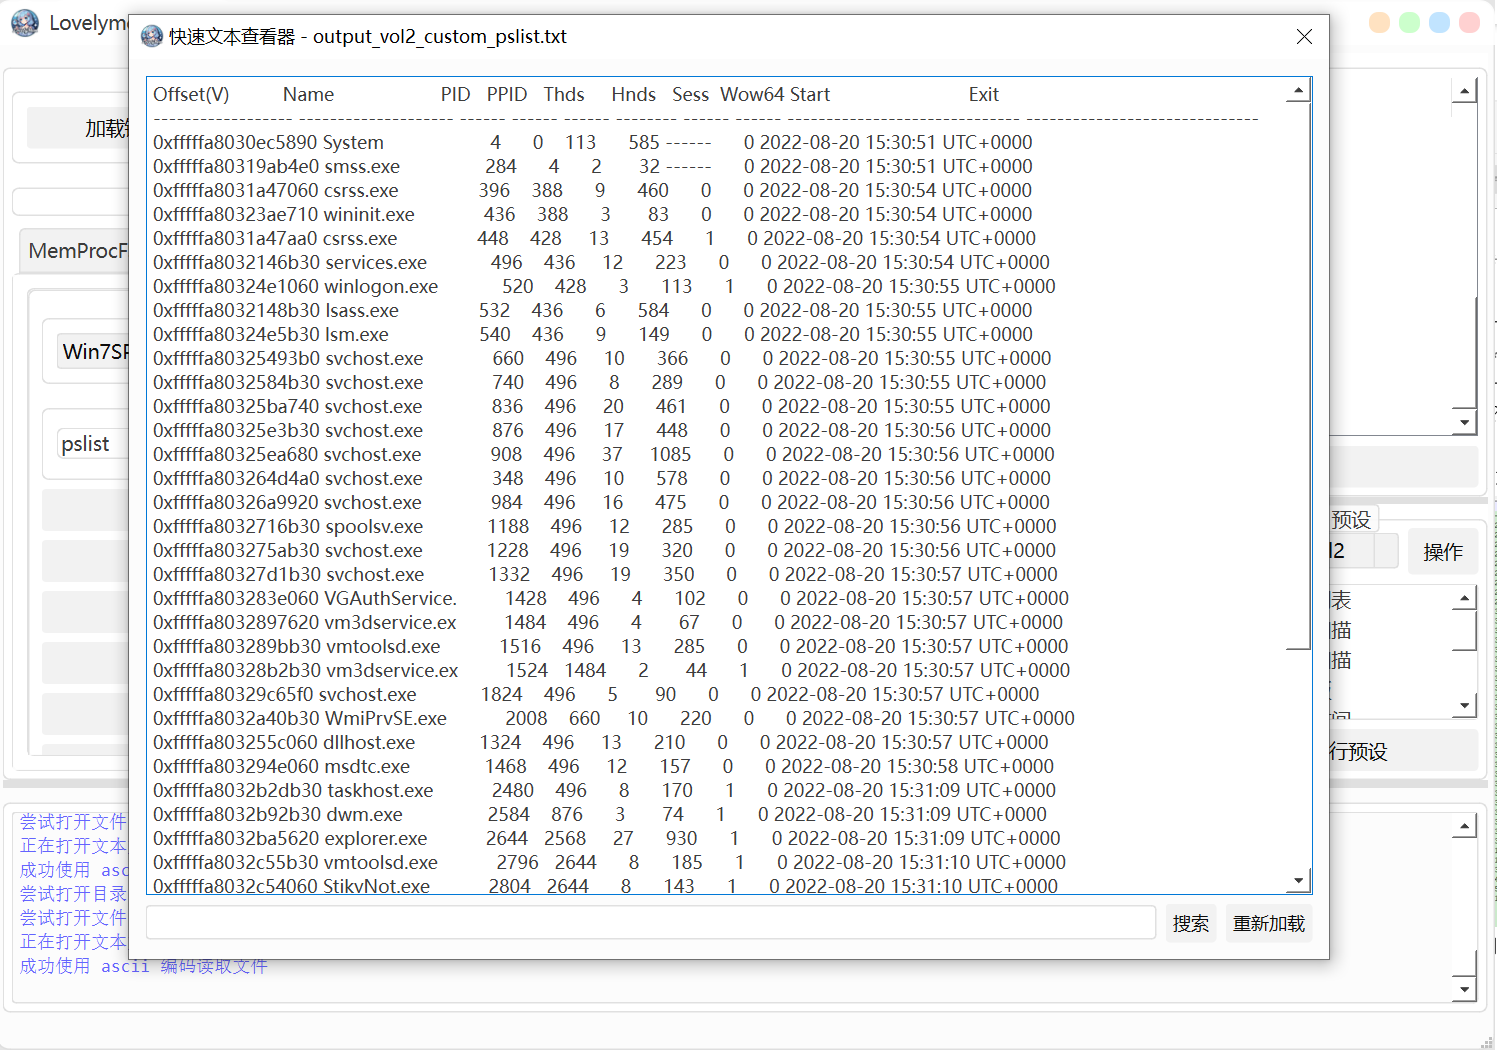 Lovelym
快速文本查看器 - output_vol2_custom_pslist.txt
加载
MemProcF
Win7SP
pslist
Offset(V) Name PID PPID Thds Hnds Sess Wow64 Start Exit
------------------ -------------------- ------ ------ -------- -------- ------ ------ ------------------------------ ------------------------------
0xfffffa8030ec5890 System 4 0 113 585 ------ 0 2022-08-20 15:30:51 UTC+0000
0xfffffa80319ab4e0 smss.exe 284 4 2 32 ------ 0 2022-08-20 15:30:51 UTC+0000
0xfffffa8031a47060 csrss.exe 396 388 9 460 0 0 2022-08-20 15:30:54 UTC+0000
0xfffffa80323ae710 wininit.exe 436 388 3 83 0 0 2022-08-20 15:30:54 UTC+0000
0xfffffa8031a47aa0 csrss.exe 448 428 13 454 1 0 2022-08-20 15:30:54 UTC+0000
0xfffffa8032146b30 services.exe 496 436 12 223 0 0 2022-08-20 15:30:54 UTC+0000
0xfffffa80324e1060 winlogon.exe 520 428 3 113 1 0 2022-08-20 15:30:55 UTC+0000
0xfffffa8032148b30 lsass.exe 532 436 6 584 0 0 2022-08-20 15:30:55 UTC+0000
0xfffffa80324e5b30 lsm.exe 540 436 9 149 0 0 2022-08-20 15:30:55 UTC+0000
0xfffffa80325493b0 svchost.exe 660 496 10 366 0 0 2022-08-20 15:30:55 UTC+0000
0xfffffa8032584b30 svchost.exe 740 496 8 289 0 0 2022-08-20 15:30:55 UTC+0000
0xfffffa80325ba740 svchost.exe 836 496 20 461 0 0 2022-08-20 15:30:55 UTC+0000
0xfffffa80325e3b30 svchost.exe 876 496 17 448 0 0 2022-08-20 15:30:56 UTC+0000
0xfffffa80325ea680 svchost.exe 908 496 37 1085 0 0 2022-08-20 15:30:56 UTC+0000
0xfffffa803264d4a0 svchost.exe 348 496 10 578 0 0 2022-08-20 15:30:56 UTC+0000
0xfffffa80326a9920 svchost.exe 984 496 16 475 0 0 2022-08-20 15:30:56 UTC+0000
0xfffffa8032716b30 spoolsv.exe 1188 496 12 285 0 0 2022-08-20 15:30:56 UTC+0000
0xfffffa803275ab30 svchost.exe 1228 496 19 320 0 0 2022-08-20 15:30:56 UTC+0000
0xfffffa80327d1b30 svchost.exe 1332 496 19 350 0 0 2022-08-20 15:30:57 UTC+0000
0xfffffa803283e060 VGAuthService. 1428 496 4 102 0 0 2022-08-20 15:30:57 UTC+0000
0xfffffa8032897620 vm3dservice.ex 1484 496 4 67 0 0 2022-08-20 15:30:57 UTC+0000
0xfffffa803289bb30 vmtoolsd.exe 1516 496 13 285 0 0 2022-08-20 15:30:57 UTC+0000
0xfffffa80328b2b30 vm3dservice.ex 1524 1484 2 44 1 0 2022-08-20 15:30:57 UTC+0000
0xfffffa80329c65f0 svchost.exe 1824 496 5 90 0 0 2022-08-20 15:30:57 UTC+0000
0xfffffa8032a40b30 WmiPrvSE.exe 2008 660 10 220 0 0 2022-08-20 15:30:57 UTC+0000
0xfffffa803255c060 dllhost.exe 1324 496 13 210 0 0 2022-08-20 15:30:57 UTC+0000
0xfffffa803294e060 msdtc.exe 1468 496 12 157 0 0 2022-08-20 15:30:58 UTC+0000
0xfffffa8032b2db30 taskhost.exe 2480 496 8 170 1 0 2022-08-20 15:31:09 UTC+0000
0xfffffa8032b92b30 dwm.exe 2584 876 3 74 1 0 2022-08-20 15:31:09 UTC+0000
0xfffffa8032ba5620 explorer.exe 2644 2568 27 930 1 0 2022-08-20 15:31:09 UTC+0000
0xfffffa8032c55b30 vmtoolsd.exe 2796 2644 8 185 1 0 2022-08-20 15:31:10 UTC+0000
0xfffffa8032c54060 StikyNot.exe 2804 2644 8 143 1 0 2022-08-20 15:31:10 UTC+0000
搜索
重新加载
预设
l2
操作
表
描
描
行预设
尝试打开文件
正在打开文本
成功使用 asc
尝试打开目录
尝试打开文件
正在打开文本
成功使用 ascii 编码读取文件